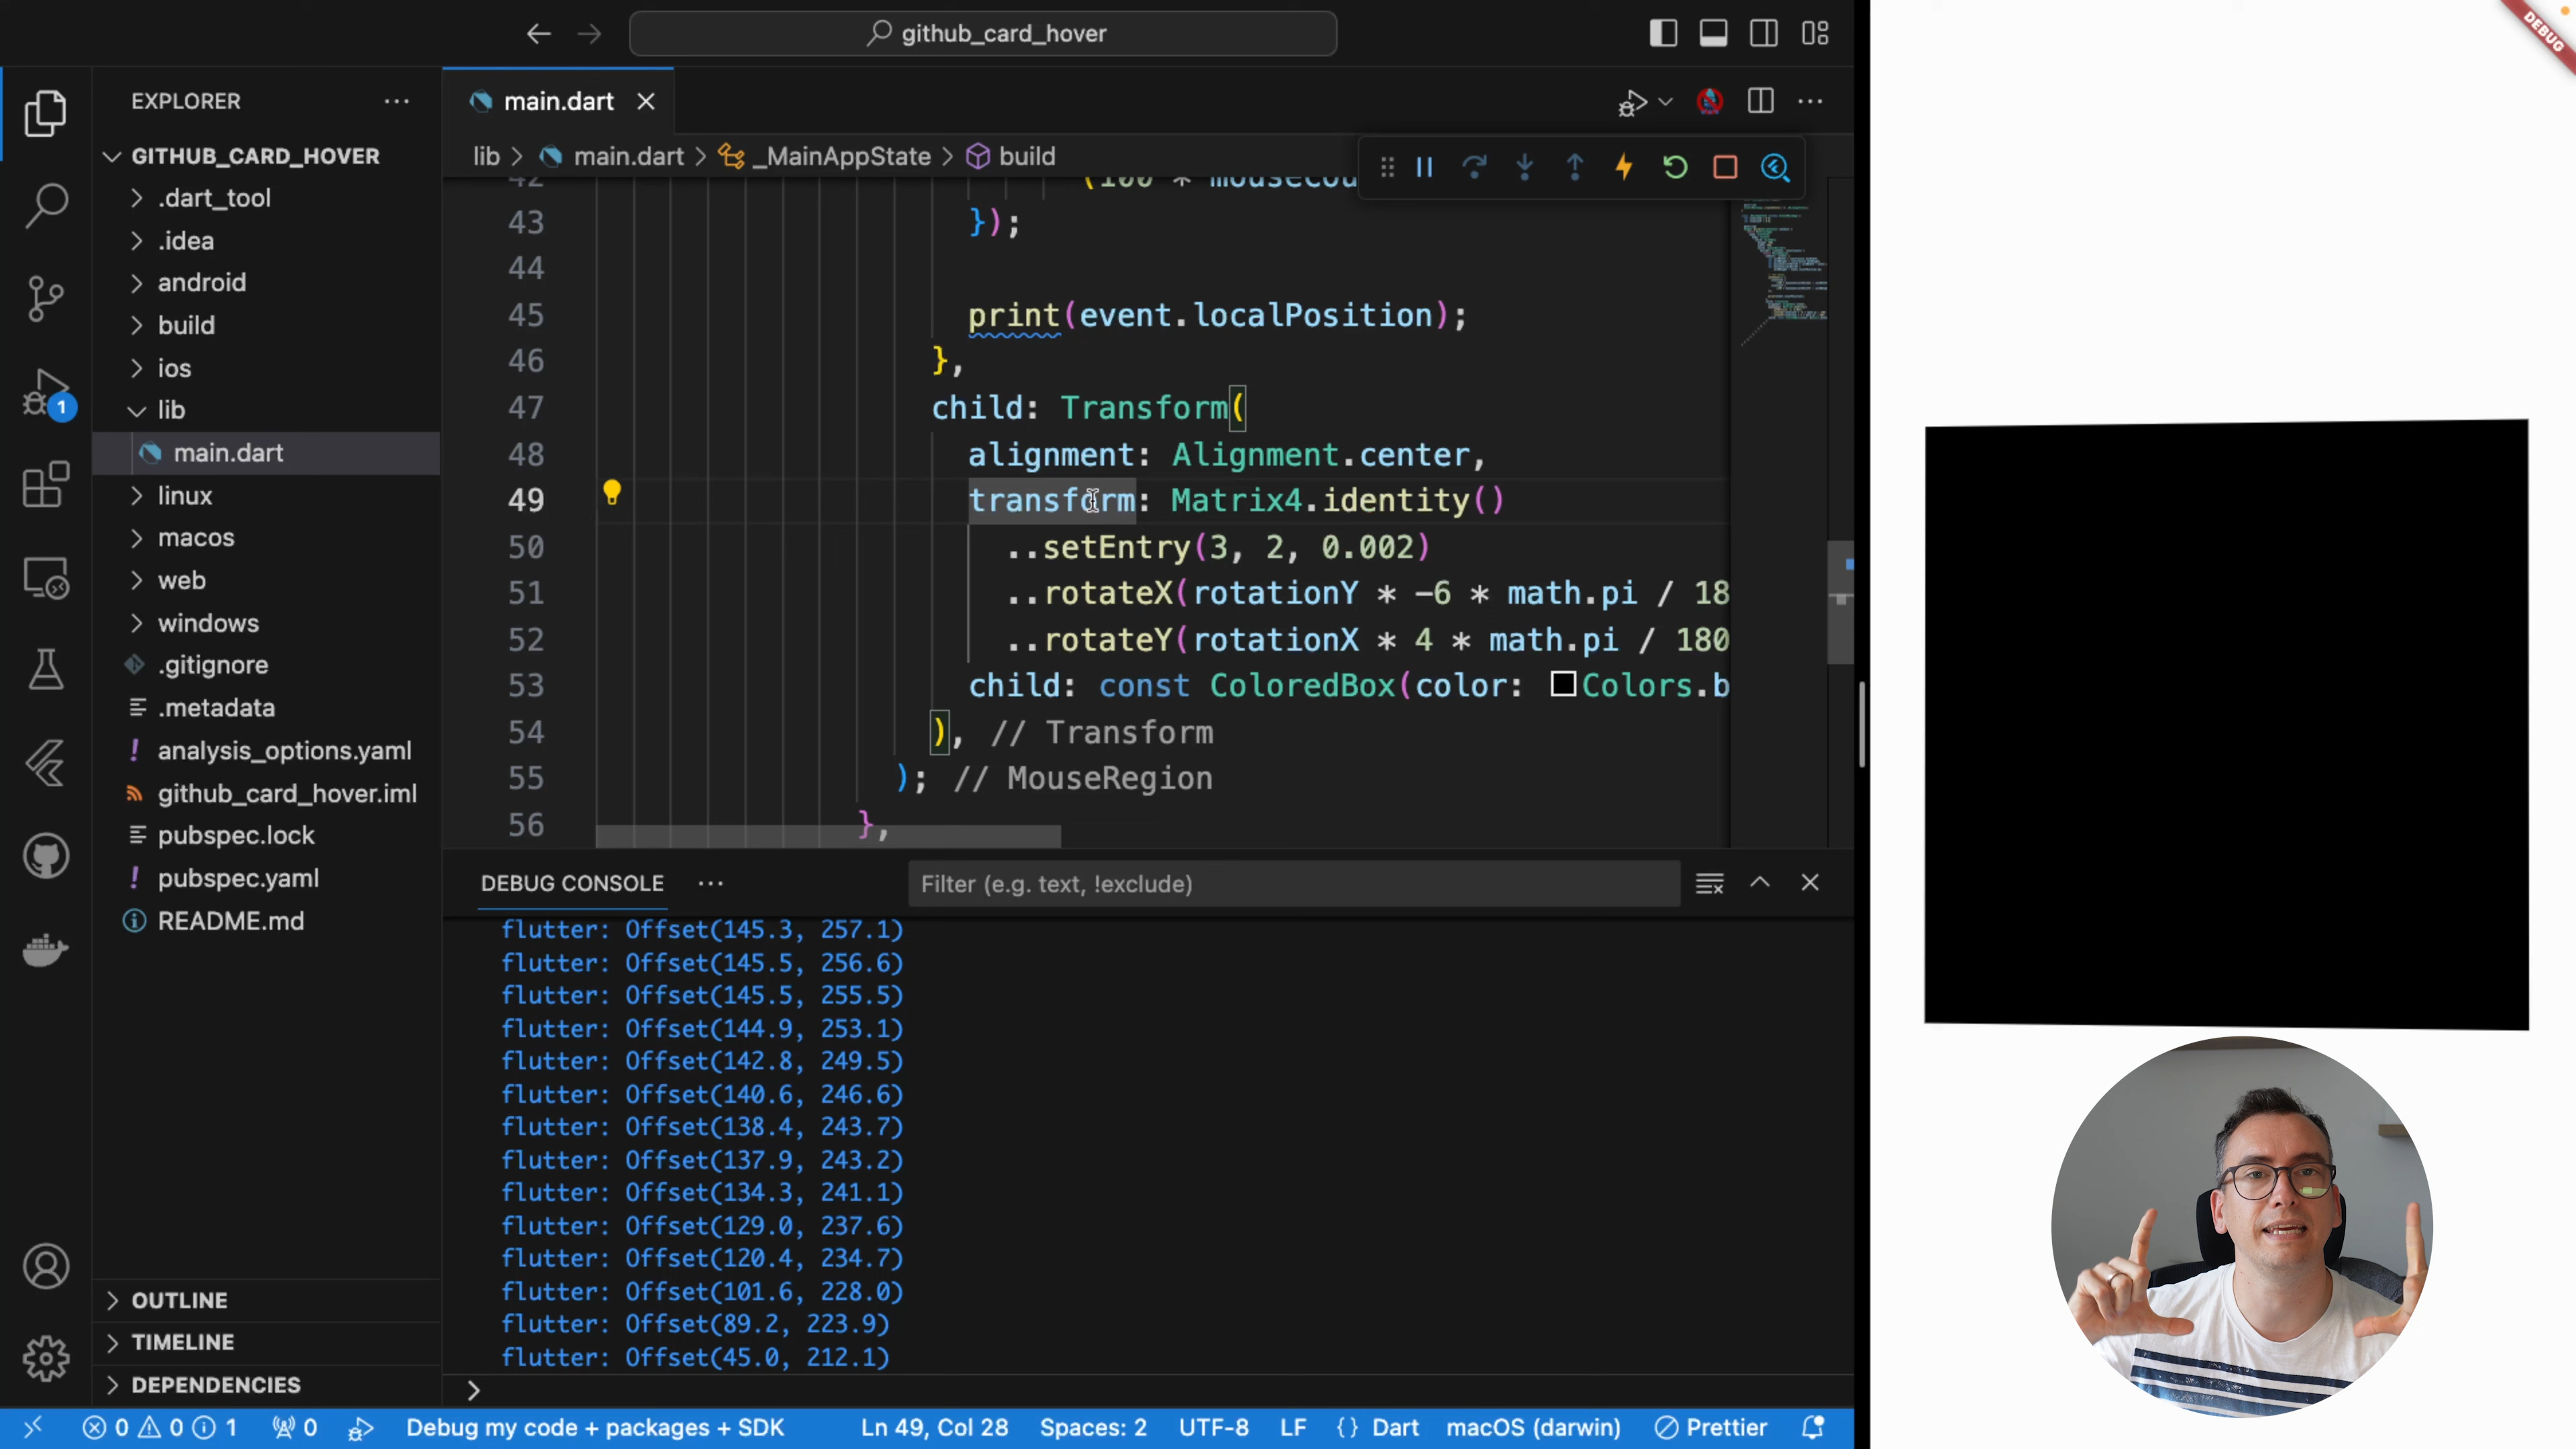 github_card_hover
DEBUG
EXPLORER
main.dart
GITHUB_CARD_HOVER
lib > main.dart > _MainAppState > build
.dart_tool
.idea
android
build
ios
lib
main.dart
linux
macos
web
windows
.gitignore
.metadata
analysis_options.yaml
github_card_hover.iml
pubspec.lock
pubspec.yaml
README.md
1
OUTLINE
TIMELINE
DEPENDENCIES
42 (100 * mouseCou
43 });
44
45 print(event.localPosition);
46 },
47 child: Transform(
48 alignment: Alignment.center,
49 transform: Matrix4.identity()
50 ..setEntry(3, 2, 0.002)
51 ..rotateX(rotationY * -6 * math.pi / 18
52 ..rotateY(rotationX * 4 * math.pi / 180
53 child: const ColoredBox(color: Colors.b
54 ), // Transform
55 ); // MouseRegion
56 },
DEBUG CONSOLE
Filter (e.g. text, !exclude)
flutter: Offset(145.3, 257.1)
flutter: Offset(145.5, 256.6)
flutter: Offset(145.5, 255.5)
flutter: Offset(144.9, 253.1)
flutter: Offset(142.8, 249.5)
flutter: Offset(140.6, 246.6)
flutter: Offset(138.4, 243.7)
flutter: Offset(137.9, 243.2)
flutter: Offset(134.3, 241.1)
flutter: Offset(129.0, 237.6)
flutter: Offset(120.4, 234.7)
flutter: Offset(101.6, 228.0)
flutter: Offset(89.2, 223.9)
flutter: Offset(45.0, 212.1)
>
0 0 1 0 Debug my code + packages + SDK Ln 49, Col 28 Spaces: 2 UTF-8 LF {} Dart macOS (darwin) Prettier